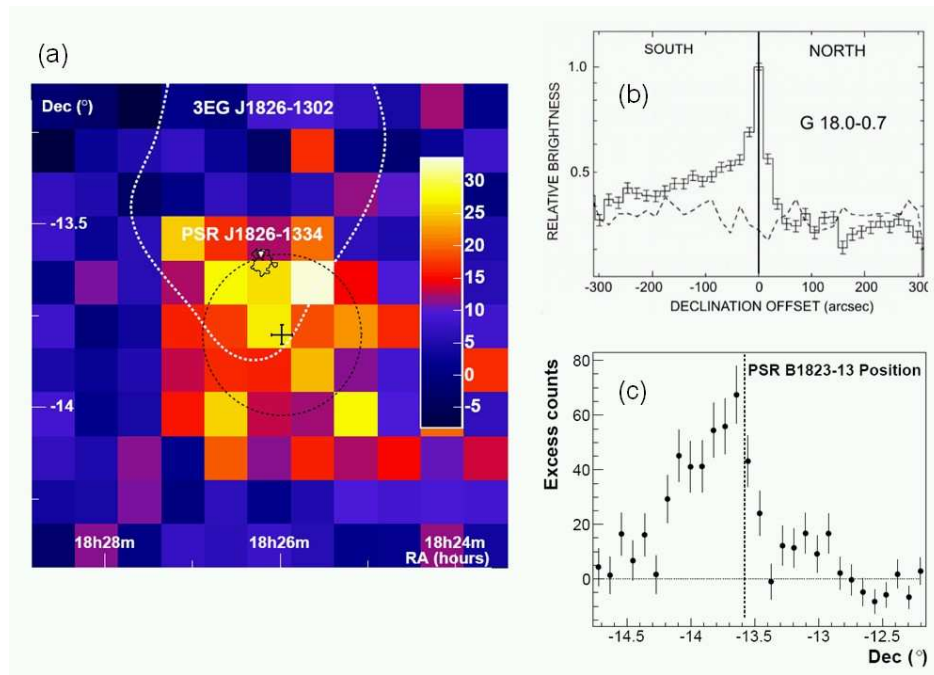 (a)
Dec (°)
3EG J1826-1302
-13.5
PSR J1826-1334
-14
30
25
20
15
10
5
0
-5
18h28m
18h26m
18h24m
RA (hours)
SOUTH
NORTH
(b)
G 18.0-0.7
RELATIVE BRIGHTNESS
1.0
0.5
-300
-200
-100
0
100
200
300
DECLINATION OFFSET (arcsec)
(c)
PSR B1823-13 Position
Excess counts
80
60
40
20
0
-14.5
-14
-13.5
-13
-12.5
Dec (°)